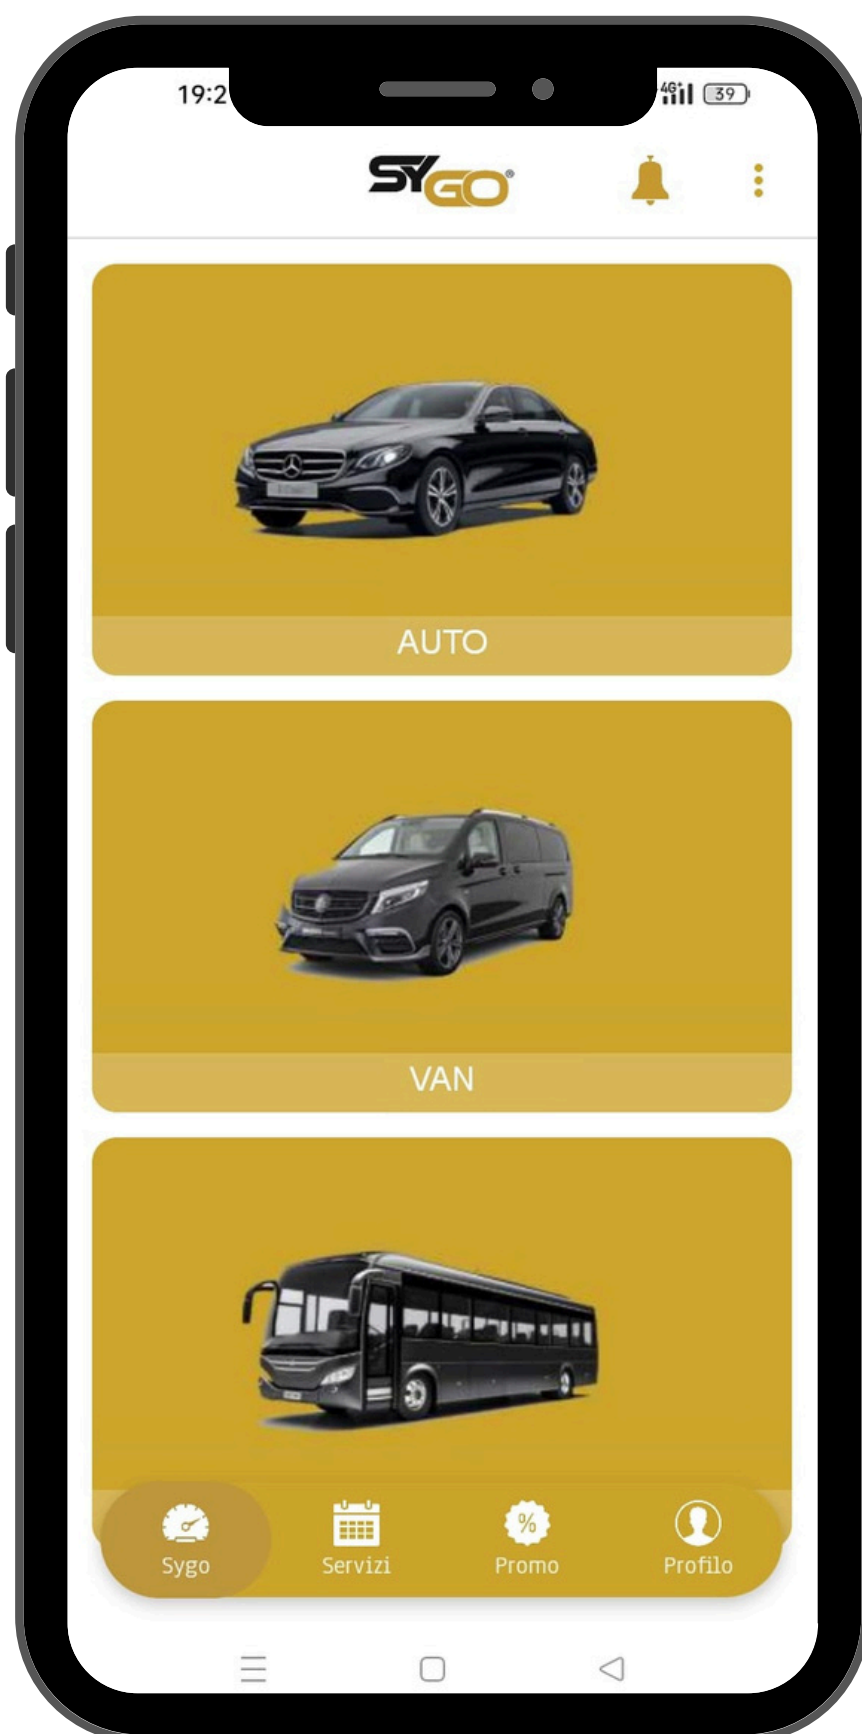 19:2
4G+
39
SYGO®
AUTO
VAN
Sygo
Servizi
%
Promo
Profilo